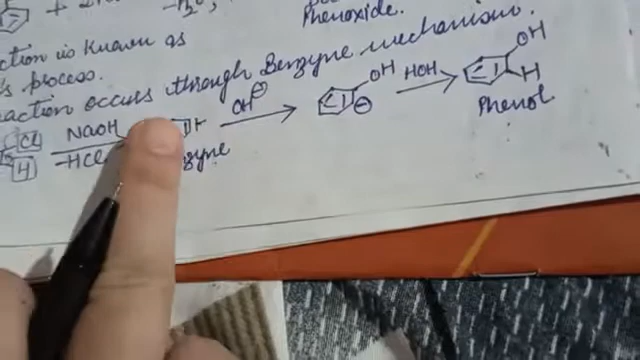 Phenoxide.
ction is known as
's process.
eaction occurs through Benzyne mechanism.
Cl NaOH OH⊖ OH ⊖ HOH OH H
H -HCl zyne Phenol